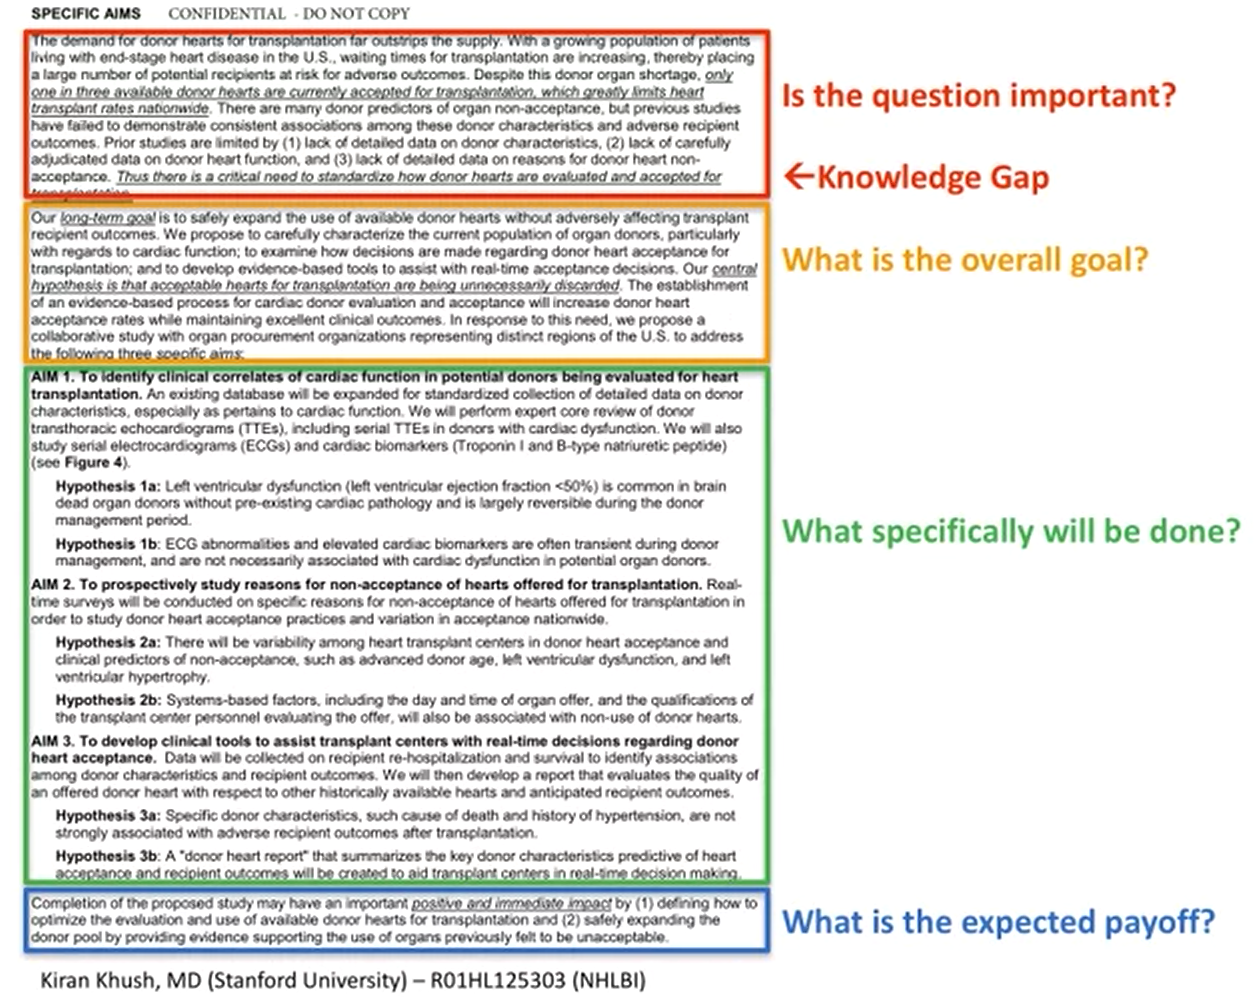 SPECIFIC AIMS CONFIDENTIAL - DO NOT COPY
The demand for donor hearts for transplantation far outstrips the supply. With a growing population of patients
living with end-stage heart disease in the U.S., waiting times for transplantation are increasing, thereby placing
a large number of potential recipients at risk for adverse outcomes. Despite this donor organ shortage, only
one in three available donor hearts are currently accepted for transplantation, which greatly limits heart
transplant rates nationwide. There are many donor predictors of organ non-acceptance, but previous studies
have failed to demonstrate consistent associations among these donor characteristics and adverse recipient
outcomes. Prior studies are limited by (1) lack of detailed data on donor characteristics, (2) lack of carefully
adjudicated data on donor heart function, and (3) lack of detailed data on reasons for donor heart non-
acceptance. Thus there is a critical need to standardize how donor hearts are evaluated and accepted for
transplantation.
Is the question important?
←Knowledge Gap
Our long-term goal is to safely expand the use of available donor hearts without adversely affecting transplant
recipient outcomes. We propose to carefully characterize the current population of organ donors, particularly
with regards to cardiac function; to examine how decisions are made regarding donor heart acceptance for
transplantation; and to develop evidence-based tools to assist with real-time acceptance decisions. Our central
hypothesis is that acceptable hearts for transplantation are being unnecessarily discarded. The establishment
of an evidence-based process for cardiac donor evaluation and acceptance will increase donor heart
acceptance rates while maintaining excellent clinical outcomes. In response to this need, we propose a
collaborative study with organ procurement organizations representing distinct regions of the U.S. to address
the following three specific aims:
What is the overall goal?
AIM 1. To identify clinical correlates of cardiac function in potential donors being evaluated for heart
transplantation. An existing database will be expanded for standardized collection of detailed data on donor
characteristics, especially as pertains to cardiac function. We will perform expert core review of donor
transthoracic echocardiograms (TTEs), including serial TTEs in donors with cardiac dysfunction. We will also
study serial electrocardiograms (ECGs) and cardiac biomarkers (Troponin I and B-type natriuretic peptide)
(see Figure 4).
Hypothesis 1a: Left ventricular dysfunction (left ventricular ejection fraction <50%) is common in brain
dead organ donors without pre-existing cardiac pathology and is largely reversible during the donor
management period.
Hypothesis 1b: ECG abnormalities and elevated cardiac biomarkers are often transient during donor
management, and are not necessarily associated with cardiac dysfunction in potential organ donors.
AIM 2. To prospectively study reasons for non-acceptance of hearts offered for transplantation. Real-
time surveys will be conducted on specific reasons for non-acceptance of hearts offered for transplantation in
order to study donor heart acceptance practices and variation in acceptance nationwide.
Hypothesis 2a: There will be variability among heart transplant centers in donor heart acceptance and
clinical predictors of non-acceptance, such as advanced donor age, left ventricular dysfunction, and left
ventricular hypertrophy.
Hypothesis 2b: Systems-based factors, including the day and time of organ offer, and the qualifications of
the transplant center personnel evaluating the offer, will also be associated with non-use of donor hearts.
AIM 3. To develop clinical tools to assist transplant centers with real-time decisions regarding donor
heart acceptance. Data will be collected on recipient re-hospitalization and survival to identify associations
among donor characteristics and recipient outcomes. We will then develop a report that evaluates the quality of
an offered donor heart with respect to other historically available hearts and anticipated recipient outcomes.
Hypothesis 3a: Specific donor characteristics, such cause of death and history of hypertension, are not
strongly associated with adverse recipient outcomes after transplantation.
Hypothesis 3b: A "donor heart report" that summarizes the key donor characteristics predictive of heart
acceptance and recipient outcomes will be created to aid transplant centers in real-time decision making.
What specifically will be done?
Completion of the proposed study may have an important positive and immediate impact by (1) defining how to
optimize the evaluation and use of available donor hearts for transplantation and (2) safely expanding the
donor pool by providing evidence supporting the use of organs previously felt to be unacceptable.
What is the expected payoff?
Kiran Khush, MD (Stanford University) – R01HL125303 (NHLBI)